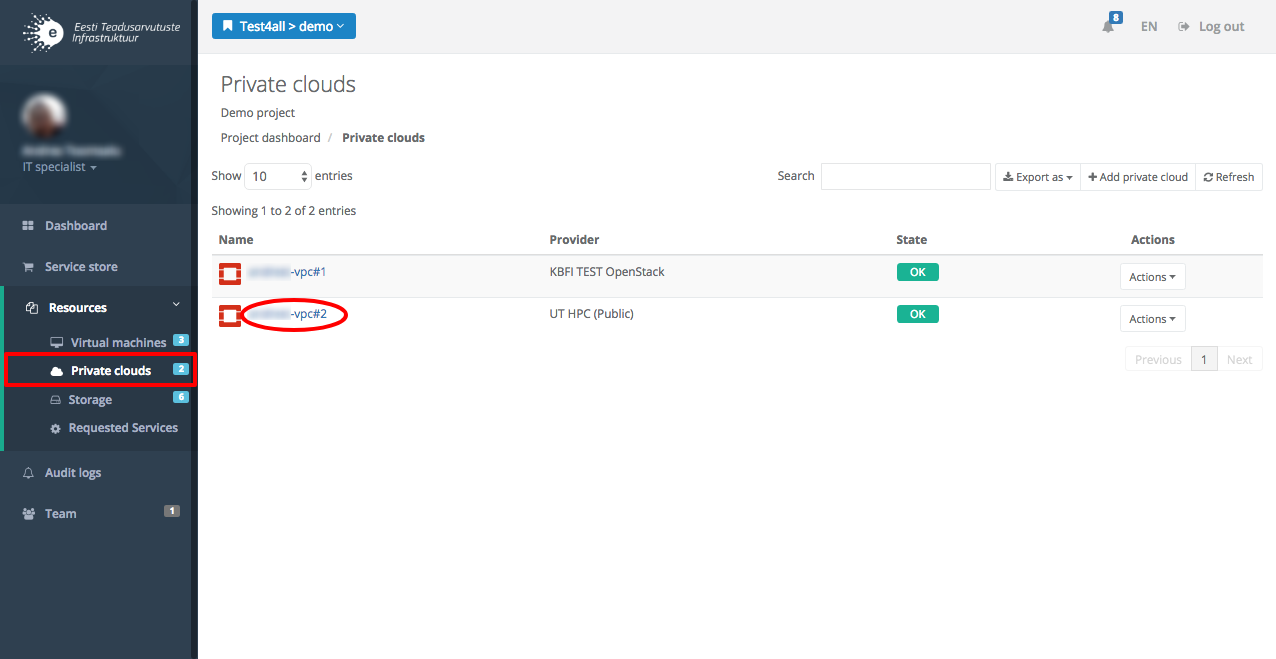 e
Eesti Teadusarvutuste
Infrastruktuur
Test4all > demo
8
EN
Log out
IT specialist
Dashboard
Service store
Resources
Virtual machines 3
Private clouds 2
Storage 6
Requested Services
Audit logs
Team 1
Private clouds
Demo project
Project dashboard / Private clouds
Show 10 entries
Search
Export as
+ Add private cloud
Refresh
Showing 1 to 2 of 2 entries
Name Provider State Actions
-vpc#1 KBFI TEST OpenStack OK Actions
-vpc#2 UT HPC (Public) OK Actions
Previous 1 Next